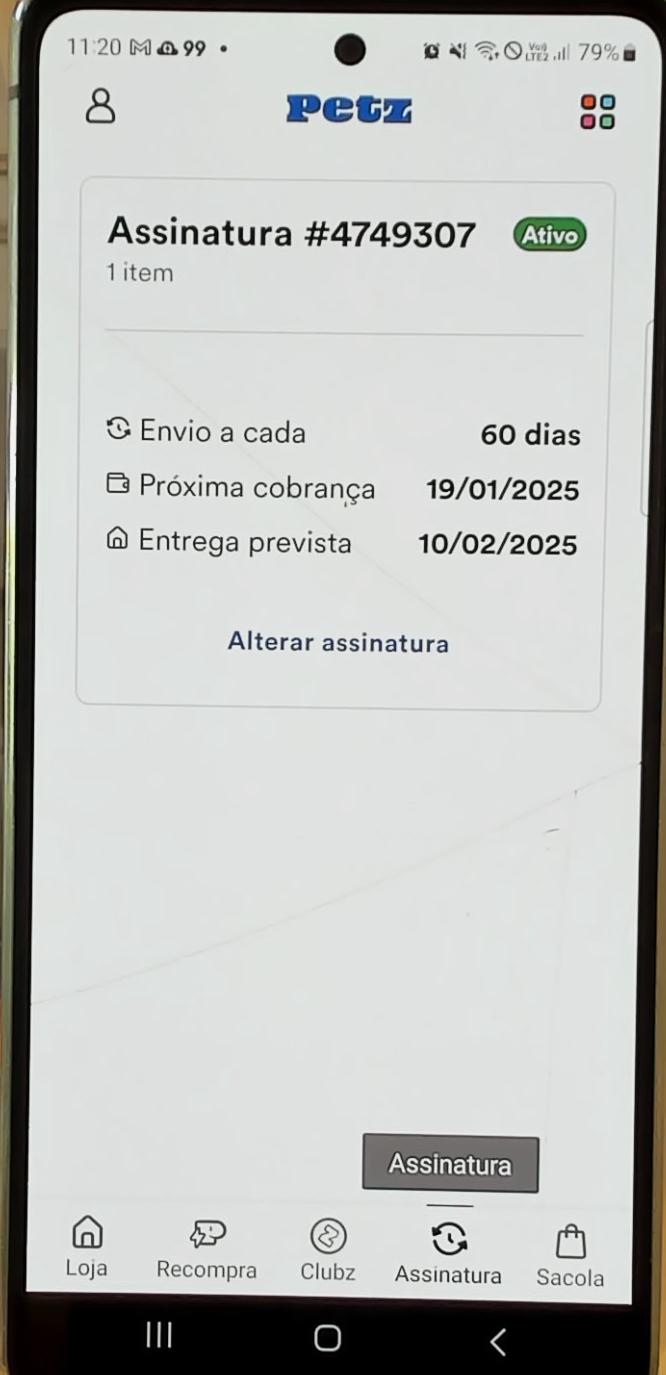 11:20 99
Vo)) LTE2 79%
Petz
Assinatura #4749307 Ativo
1 item
Envio a cada 60 dias
Próxima cobrança 19/01/2025
Entrega prevista 10/02/2025
Alterar assinatura
Assinatura
Loja Recompra Clubz Assinatura Sacola